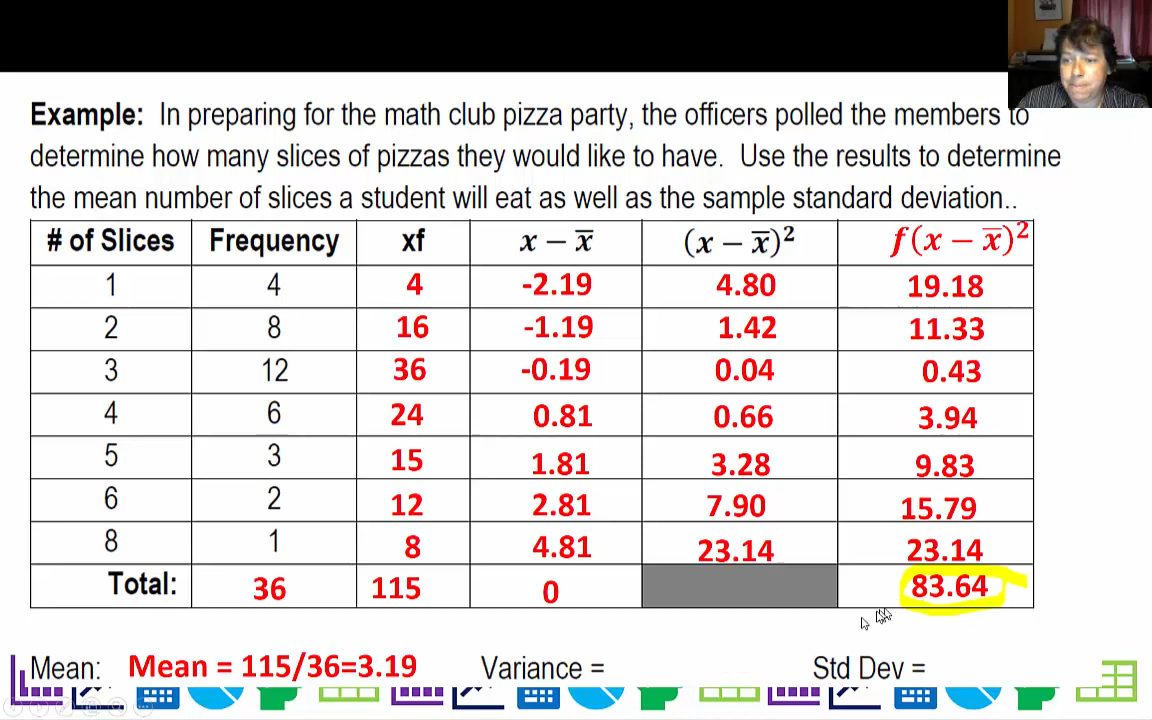 Example: In preparing for the math club pizza party, the officers polled the members to
determine how many slices of pizzas they would like to have. Use the results to determine
the mean number of slices a student will eat as well as the sample standard deviation..
# of Slices Frequency xf x − x̅ (x − x̅)² f(x − x̅)²
1 4 4 -2.19 4.80 19.18
2 8 16 -1.19 1.42 11.33
3 12 36 -0.19 0.04 0.43
4 6 24 0.81 0.66 3.94
5 3 15 1.81 3.28 9.83
6 2 12 2.81 7.90 15.79
8 1 8 4.81 23.14 23.14
Total: 36 115 0 83.64
Mean: Mean = 115/36=3.19 Variance = Std Dev =